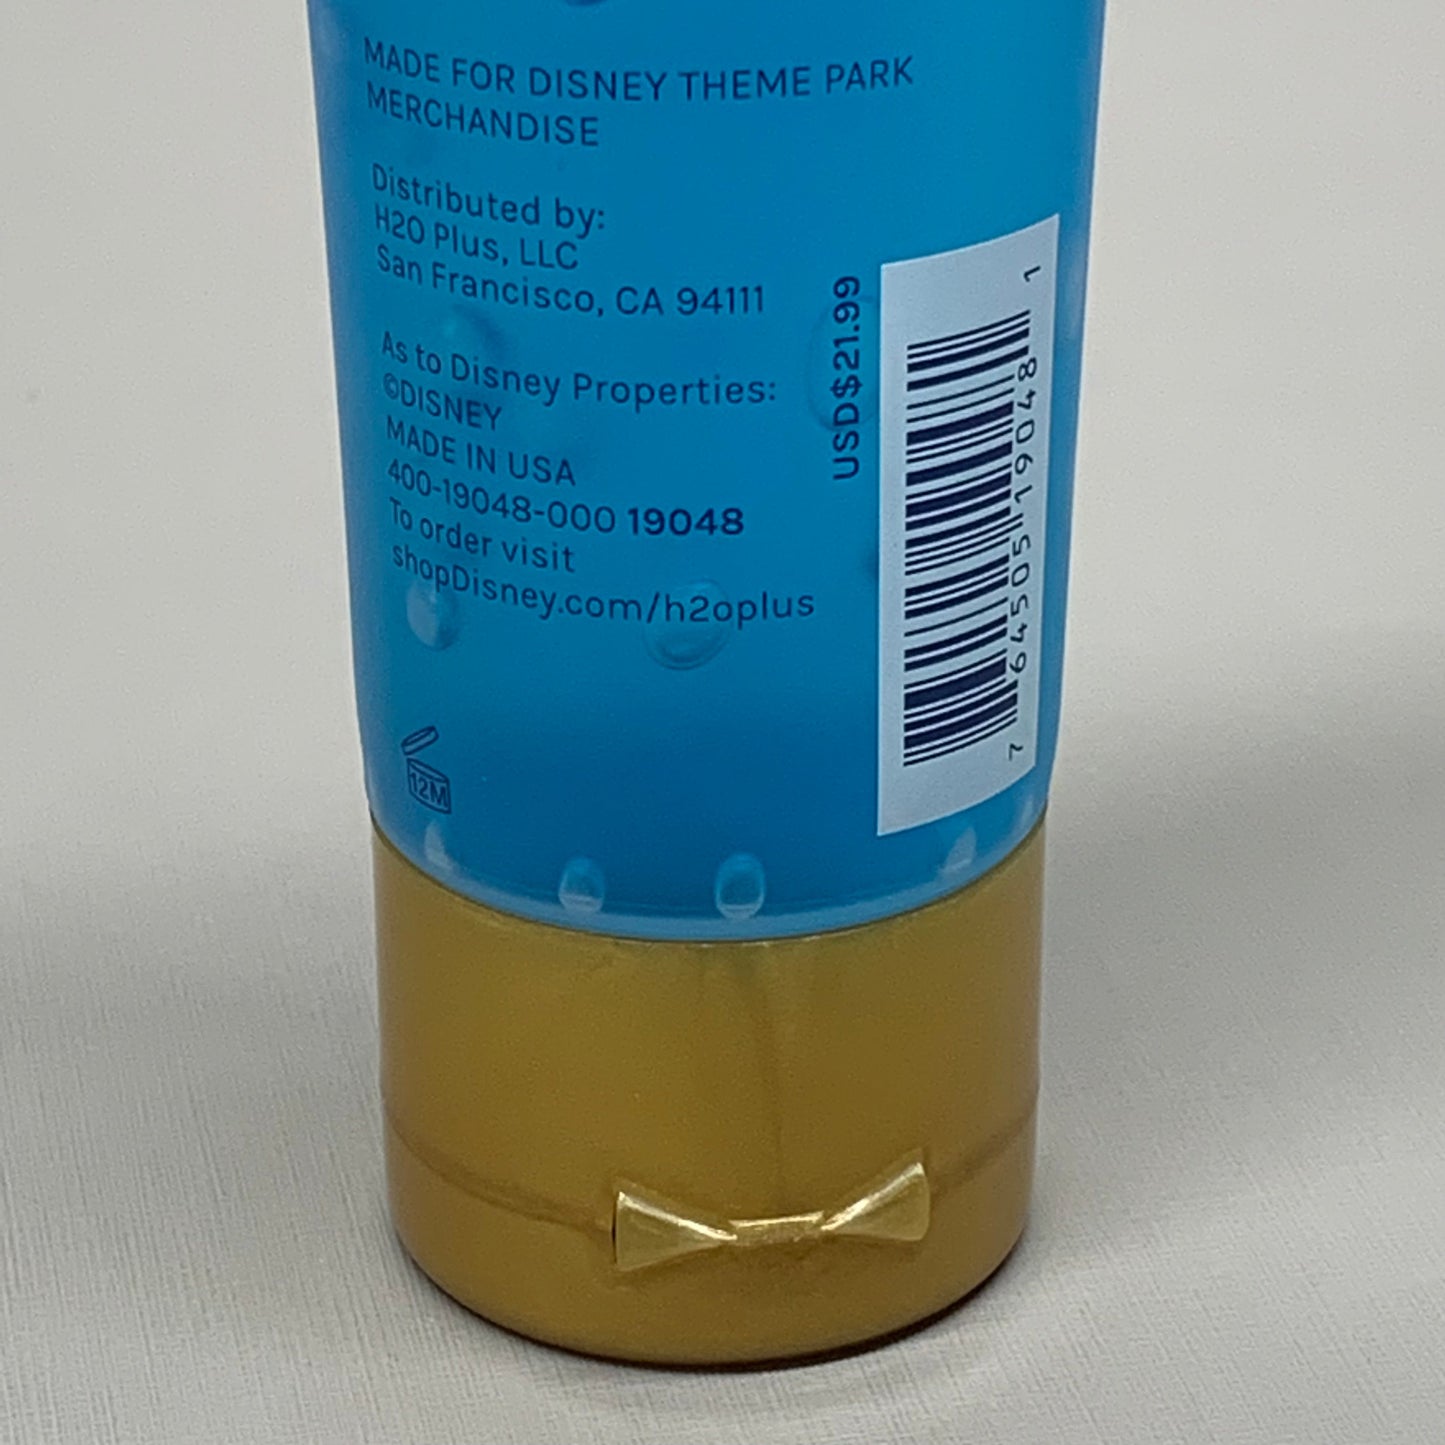 MADE FOR DISNEY THEME PARK
MERCHANDISE
Distributed by:
H2O Plus, LLC
San Francisco, CA 94111
As to Disney Properties:
©DISNEY
MADE IN USA
400-19048-000 19048
To order visit
shopDisney.com/h2oplus
12M
USD$21.99
7 64505 19048 1